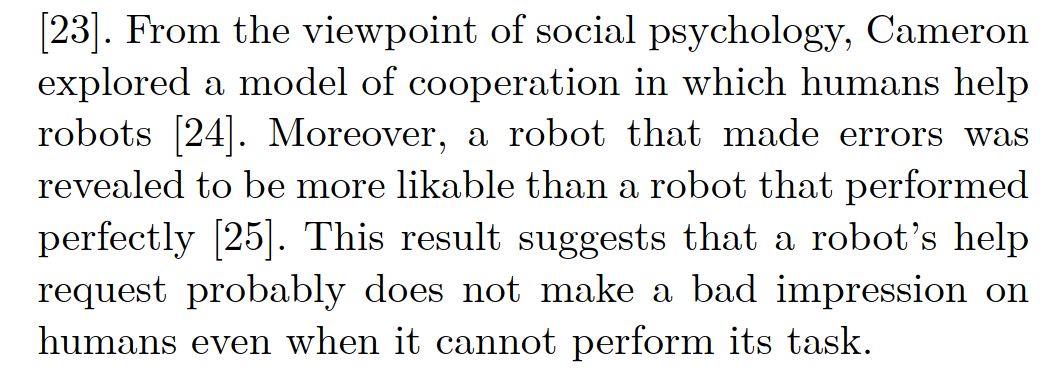 [23]. From the viewpoint of social psychology, Cameron
explored a model of cooperation in which humans help
robots [24]. Moreover, a robot that made errors was
revealed to be more likable than a robot that performed
perfectly [25]. This result suggests that a robot’s help
request probably does not make a bad impression on
humans even when it cannot perform its task.